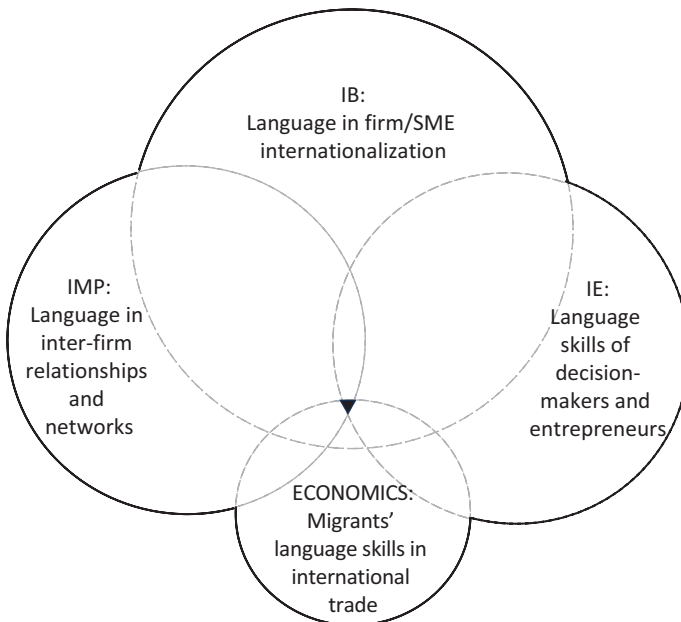 IB:
Language in firm/SME
internationalization
IMP:
Language in
inter-firm
relationships
and
networks
IE:
Language
skills of
decision-
makers and
entrepreneurs
ECONOMICS:
Migrants’
language skills in
international
trade